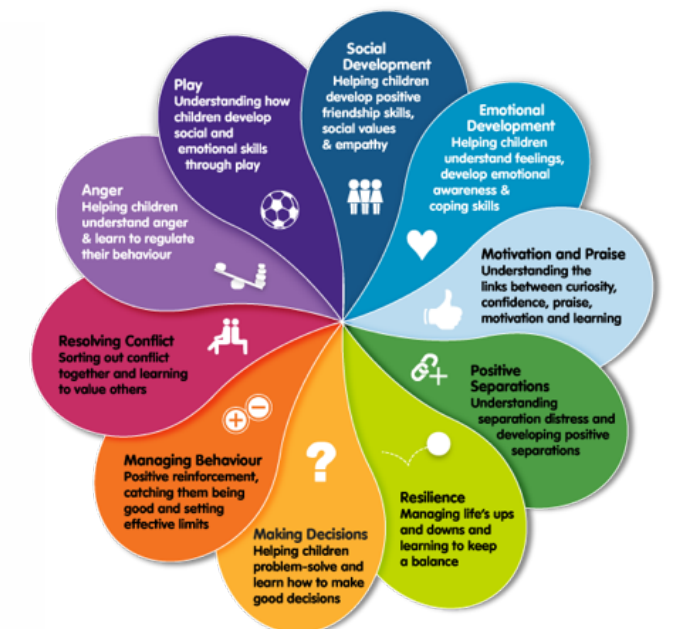 Social
Development
Helping children
develop positive
friendship skills,
social values
& empathy
Emotional
Development
Helping children
understand feelings,
develop emotional
awareness &
coping skills
Motivation and Praise
Understanding the
links between curiosity,
confidence, praise,
motivation and learning
Positive
Separations
Understanding
separation distress and
developing positive
separations
Resilience
Managing life's ups
and downs and
learning to keep
a balance
?
Making Decisions
Helping children
problem-solve and
learn how to make
good decisions
Managing Behaviour
Positive reinforcement,
catching them being
good and setting
effective limits
Resolving Conflict
Sorting out conflict
together and learning
to value others
Anger
Helping children
understand anger
& learn to regulate
their behaviour
Play
Understanding how
children develop
social and
emotional skills
through play